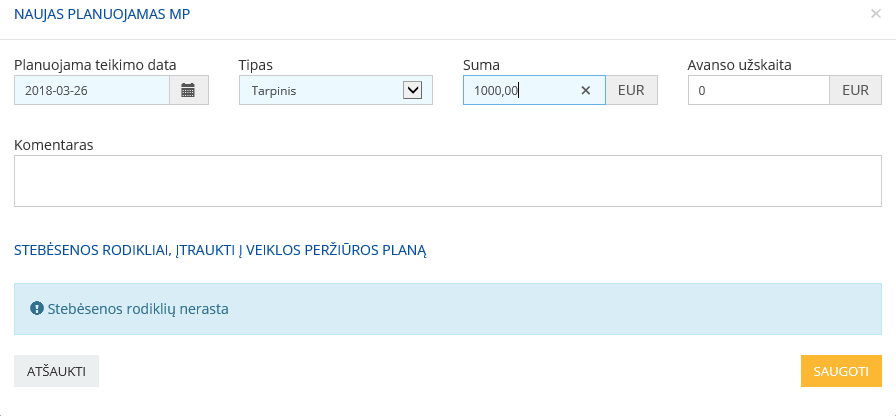 NAUJAS PLANUOJAMAS MP
×
Planuojama teikimo data Tipas Suma Avanso užskaita
2018-03-26 Tarpinis 1000,00 × EUR 0 EUR
Komentaras
STEBĖSENOS RODIKLIAI, ĮTRAUKTI Į VEIKLOS PERŽIŪROS PLANĄ
Stebėsenos rodiklių nerasta
ATŠAUKTI SAUGOTI